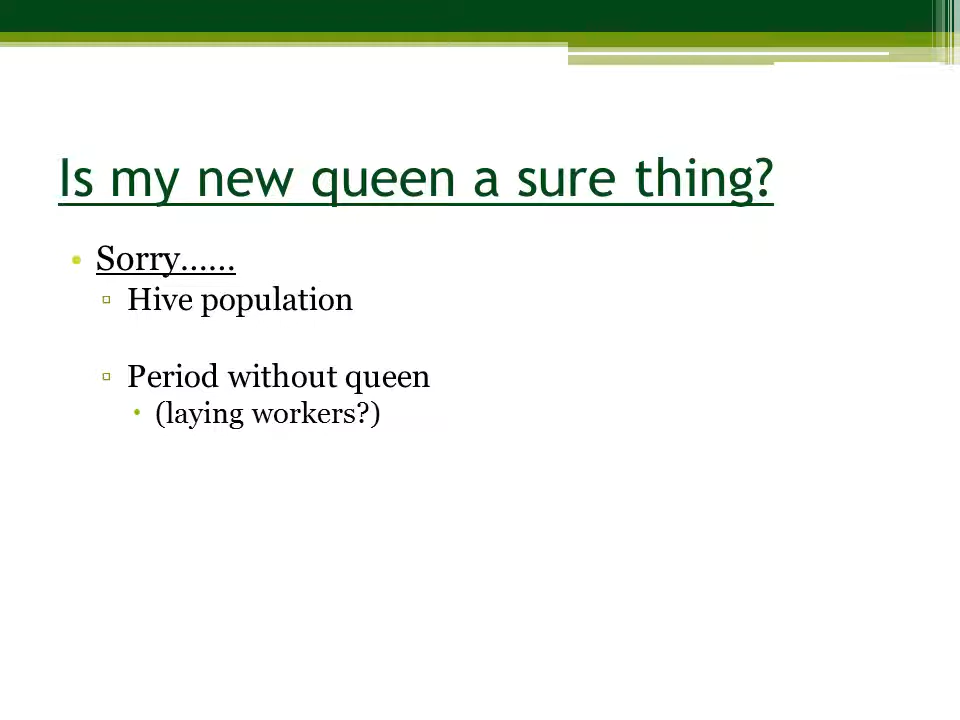 Is my new queen a sure thing?
Sorry......
Hive population
Period without queen
(laying workers?)